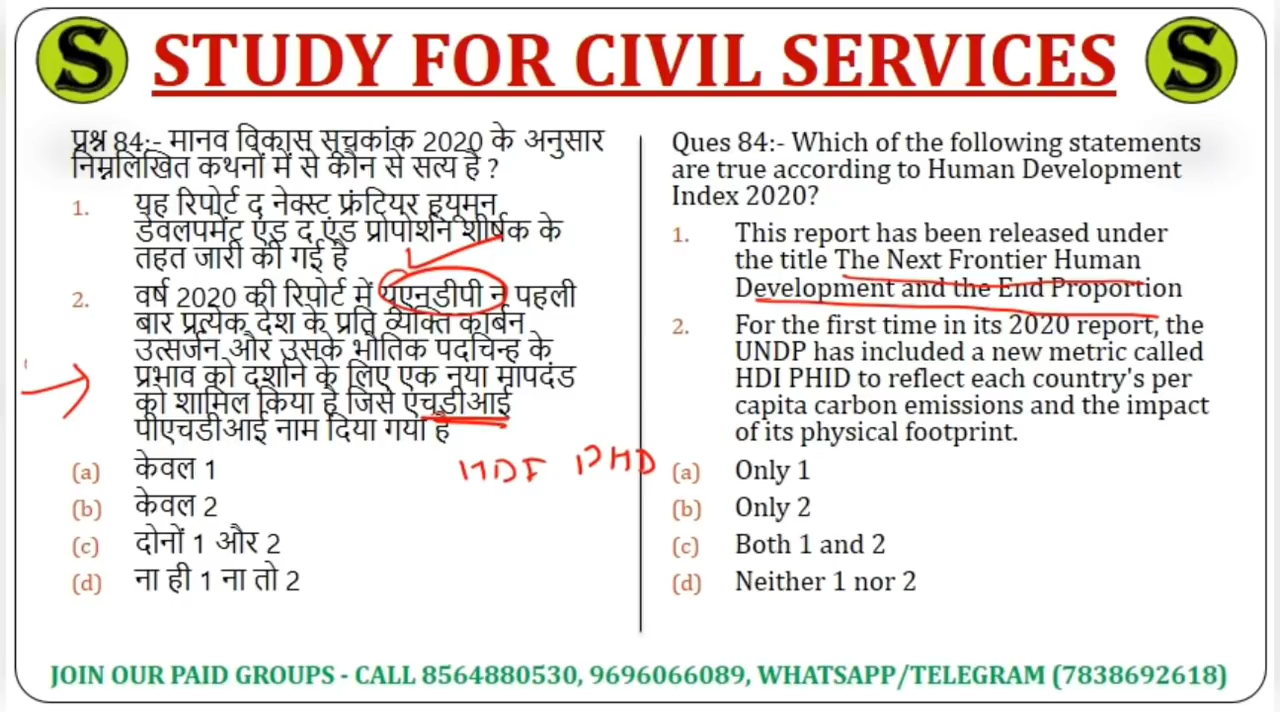 S STUDY FOR CIVIL SERVICES S
प्रश्न 84:- मानव विकास सूचकांक 2020 के अनुसार
निम्नलिखित कथनों में से कौन से सत्य है ?
1. यह रिपोर्ट द नेक्स्ट फ्रंटियर ह्यूमन
डेवलपमेंट एंड द एंड प्रोपोर्शन शीर्षक के
तहत जारी की गई है
2. वर्ष 2020 की रिपोर्ट में यूएनडीपी ने पहली
बार प्रत्येक देश के प्रति व्यक्ति कार्बन
उत्सर्जन और उसके भौतिक पदचिन्ह के
प्रभाव को दर्शाने के लिए एक नया मापदंड
को शामिल किया है जिसे एचडीआई
पीएचडीआई नाम दिया गया है
HDI PHD
(a) केवल 1
(b) केवल 2
(c) दोनों 1 और 2
(d) ना ही 1 ना तो 2
Ques 84:- Which of the following statements
are true according to Human Development
Index 2020?
1. This report has been released under
the title The Next Frontier Human
Development and the End Proportion
2. For the first time in its 2020 report, the
UNDP has included a new metric called
HDI PHID to reflect each country's per
capita carbon emissions and the impact
of its physical footprint.
(a) Only 1
(b) Only 2
(c) Both 1 and 2
(d) Neither 1 nor 2
JOIN OUR PAID GROUPS - CALL 8564880530, 9696066089, WHATSAPP/TELEGRAM (7838692618)